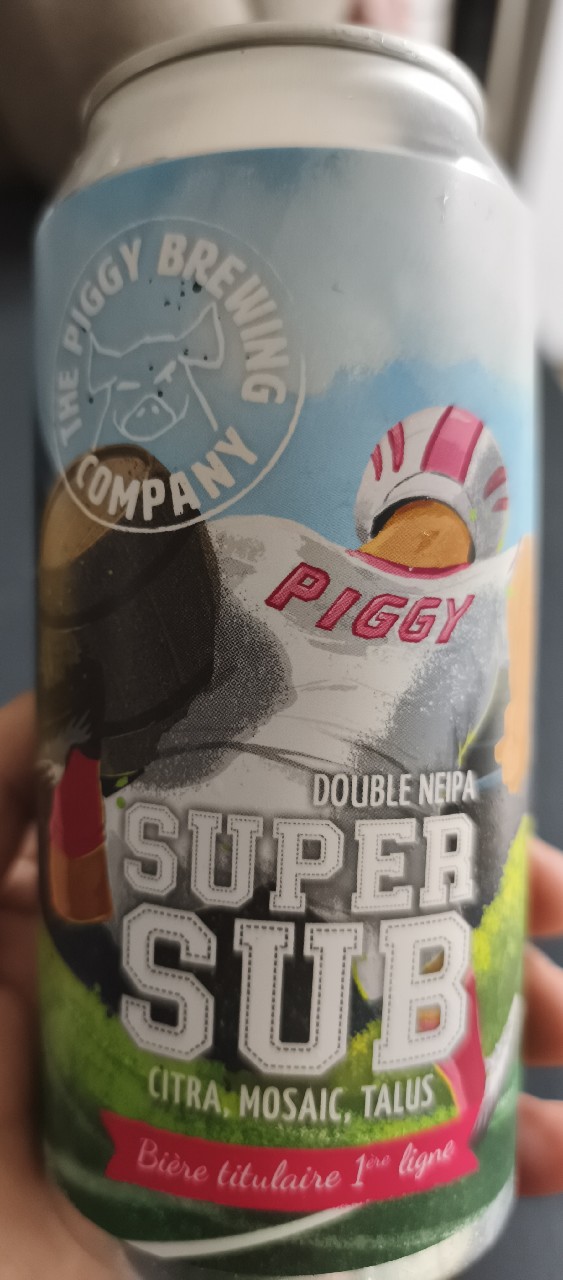 THE PIGGY BREWING
COMPANY
PIGGY
DOUBLE NEIPA
SUPER
SUB
CITRA, MOSAIC, TALUS
Bière titulaire 1ère ligne